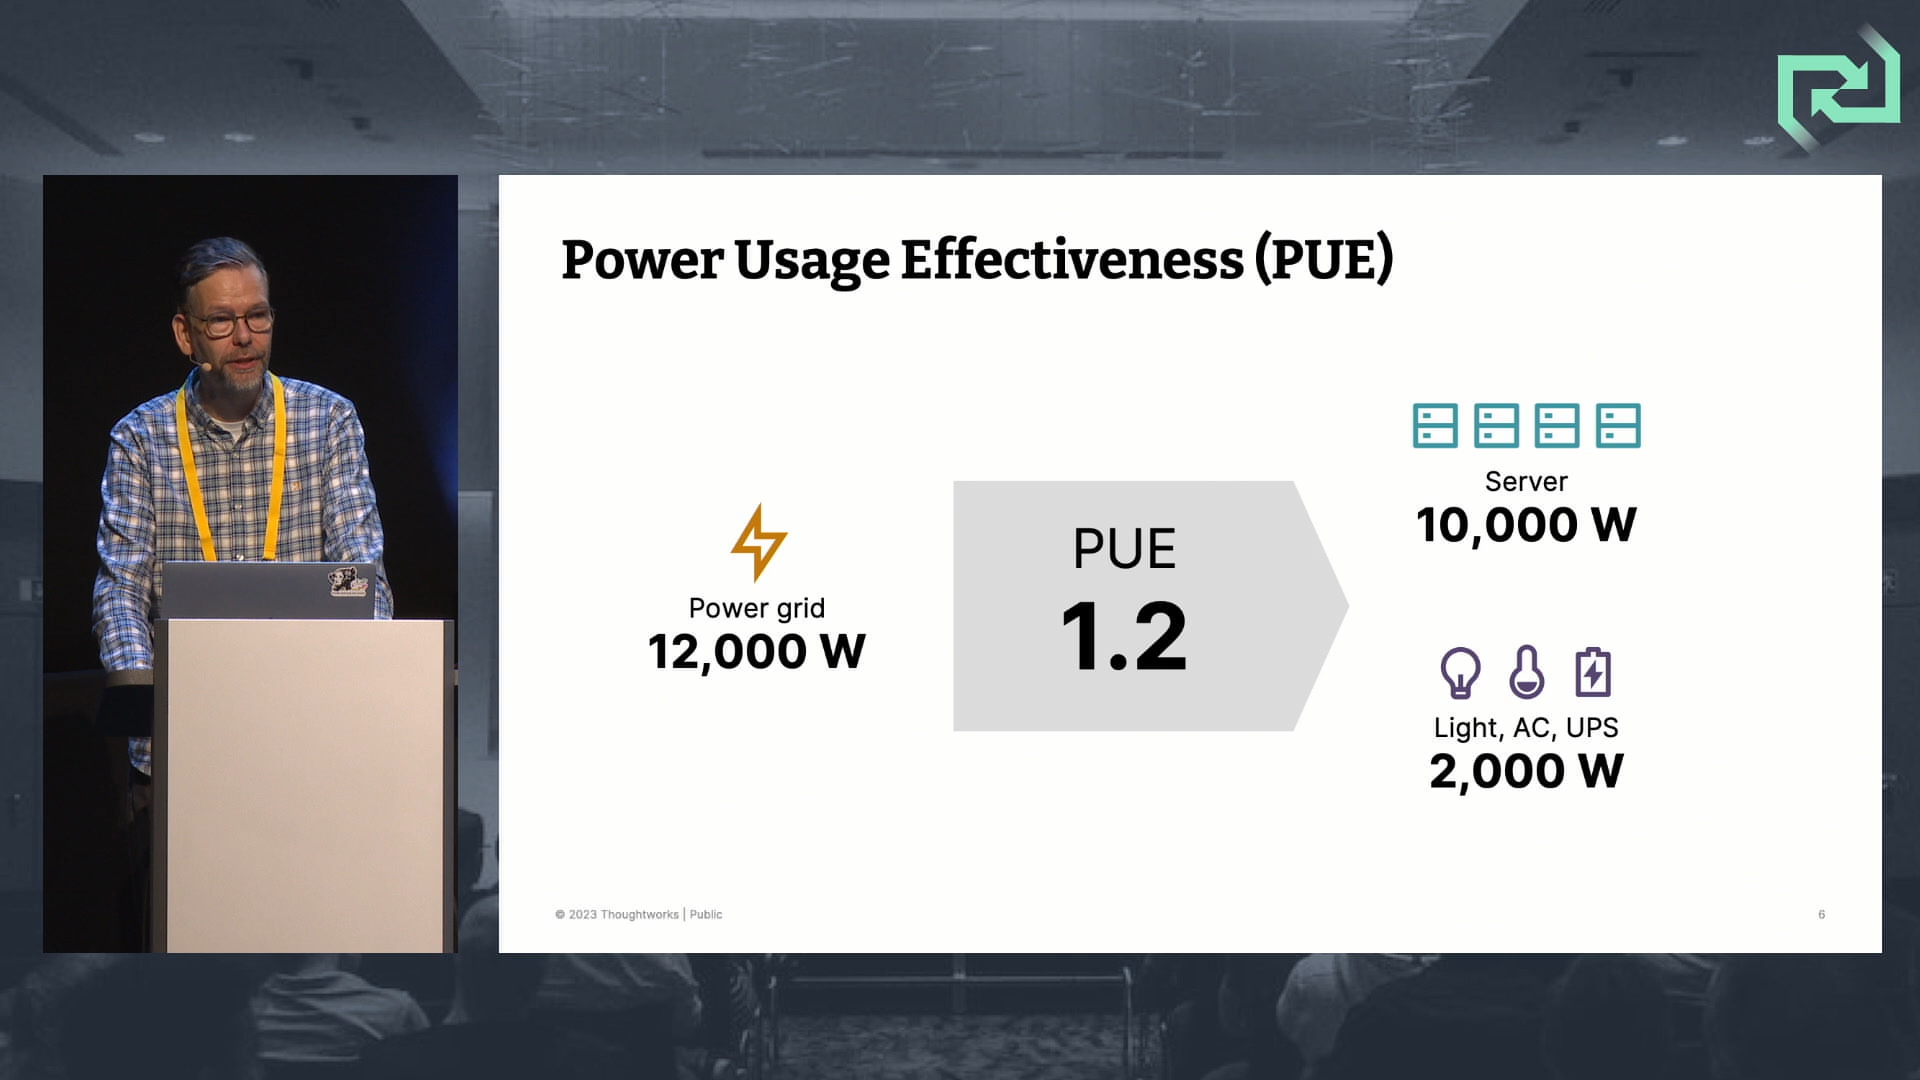 Power Usage Effectiveness (PUE)
Server
10,000 W
PUE
1.2
Power grid
12,000 W
Light, AC, UPS
2,000 W
© 2023 Thoughtworks | Public
6